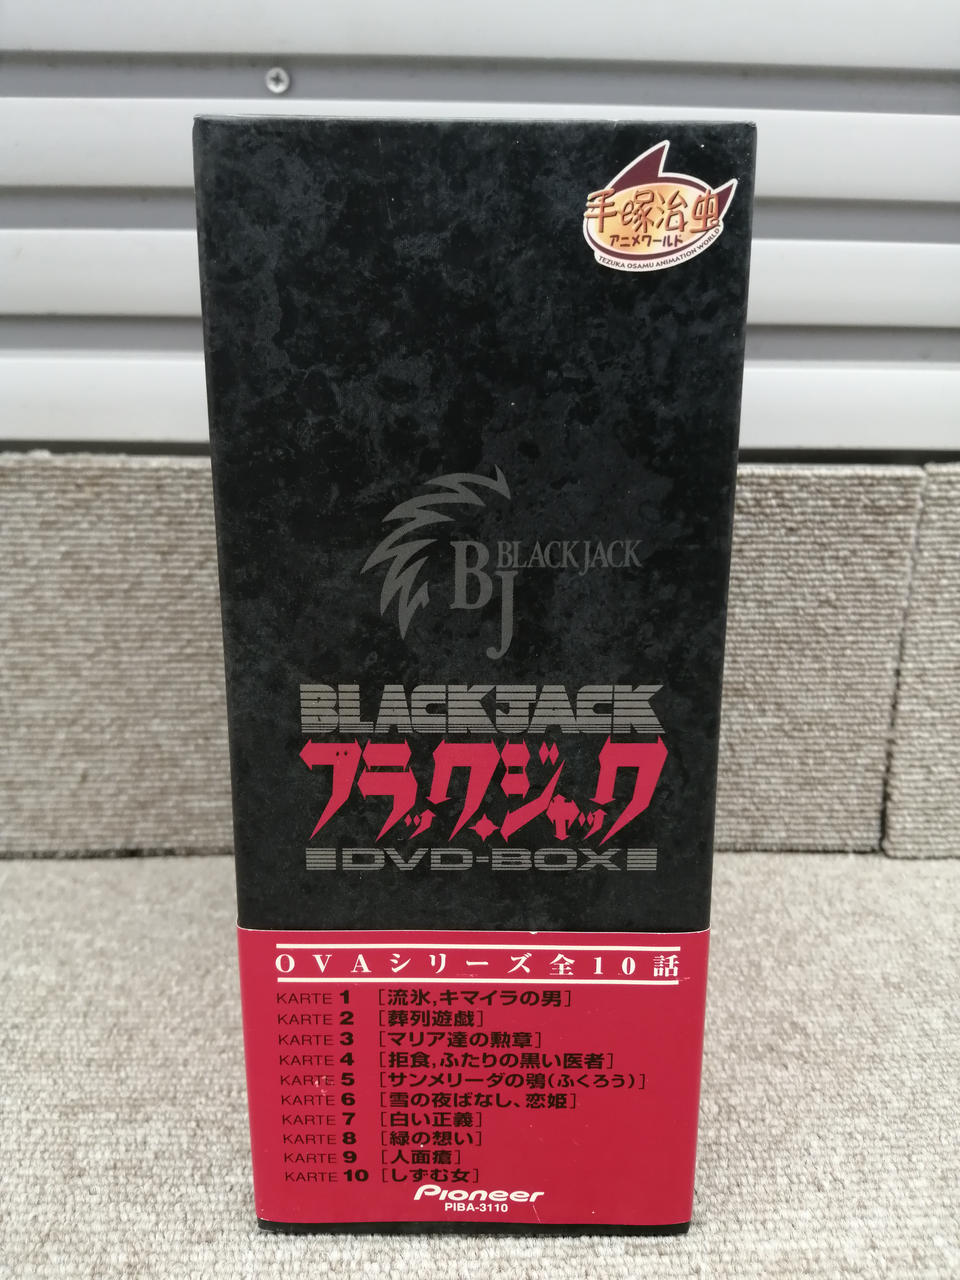 手塚治虫
アニメワールド
TEZUKA OSAMU ANIMATION WORLD
BJ BLACK JACK
BLACK JACK
ブラック・ジャック
DVD-BOX
OVAシリーズ全10話
KARTE 1 [流氷,キマイラの男]
KARTE 2 [葬列遊戯]
KARTE 3 [マリア達の勲章]
KARTE 4 [拒食,ふたりの黒い医者]
KARTE 5 [サンメリーダの鴞(ふくろう)]
KARTE 6 [雪の夜ばなし、恋姫]
KARTE 7 [白い正義]
KARTE 8 [緑の想い]
KARTE 9 [人面瘡]
KARTE 10 [しずむ女]
Pioneer
PIBA-3110